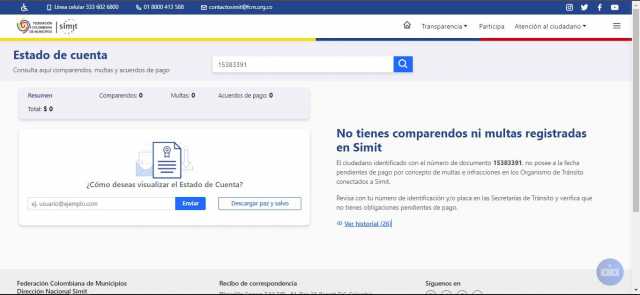 Línea celular 333 602 6800
01 8000 413 588
contactosimit@fcm.org.co
FEDERACIÓN
COLOMBIANA
DE MUNICIPIOS
simit
Transparencia
Participa
Atención al ciudadano
Estado de cuenta
Consulta aquí comparendos, multas y acuerdos de pago
15383391
Resumen
Comparendos: 0
Multas: 0
Acuerdos de pago: 0
Total: $ 0
¿Cómo deseas visualizar el Estado de Cuenta?
ej. usuario@ejemplo.com
Enviar
Descargar paz y salvo
No tienes comparendos ni multas registradas
en Simit
El ciudadano identificado con el número de documento 15383391, no posee a la fecha
pendientes de pago por concepto de multas e infracciones en los Organismo de Tránsito
conectados a Simit.
Revisa con tu número de identificación y/o placa en las Secretarías de Tránsito y verifica que
no tienes obligaciones pendientes de pago.
Ver historial (26)
Federación Colombiana de Municipios
Dirección Nacional Simit
Recibo de correspondencia
Síguenos en